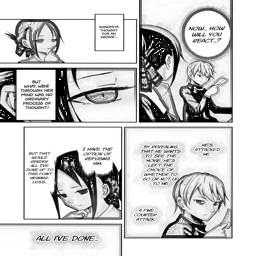 NOW... HOW
WILL YOU
REACT..?
SHINOMIYA
THOUGHT
FOR AN
INSTANT.
BUT
WHAT WENT
THROUGH HER
MIND WAS NO
ORDINARY
PROCESS OF
THOUGHT!
HE'S
ATTACKED
ME.
BY REVEALING
THAT HE WANTS
TO SEE
THE MOVIE, HE'S
LEFT THE
CHOICE OF
WHETHER TO
GO OR NOT
TO ME.
A FINE
COUNTER
ATTACK.
I HAVE THE
OPTION OF
REFUSING
HIM.
BUT THAT
WOULD
RENDER
ALL I'VE
DONE UP TO
THIS POINT
MEANING-
LESS.
ALL I'VE DONE...